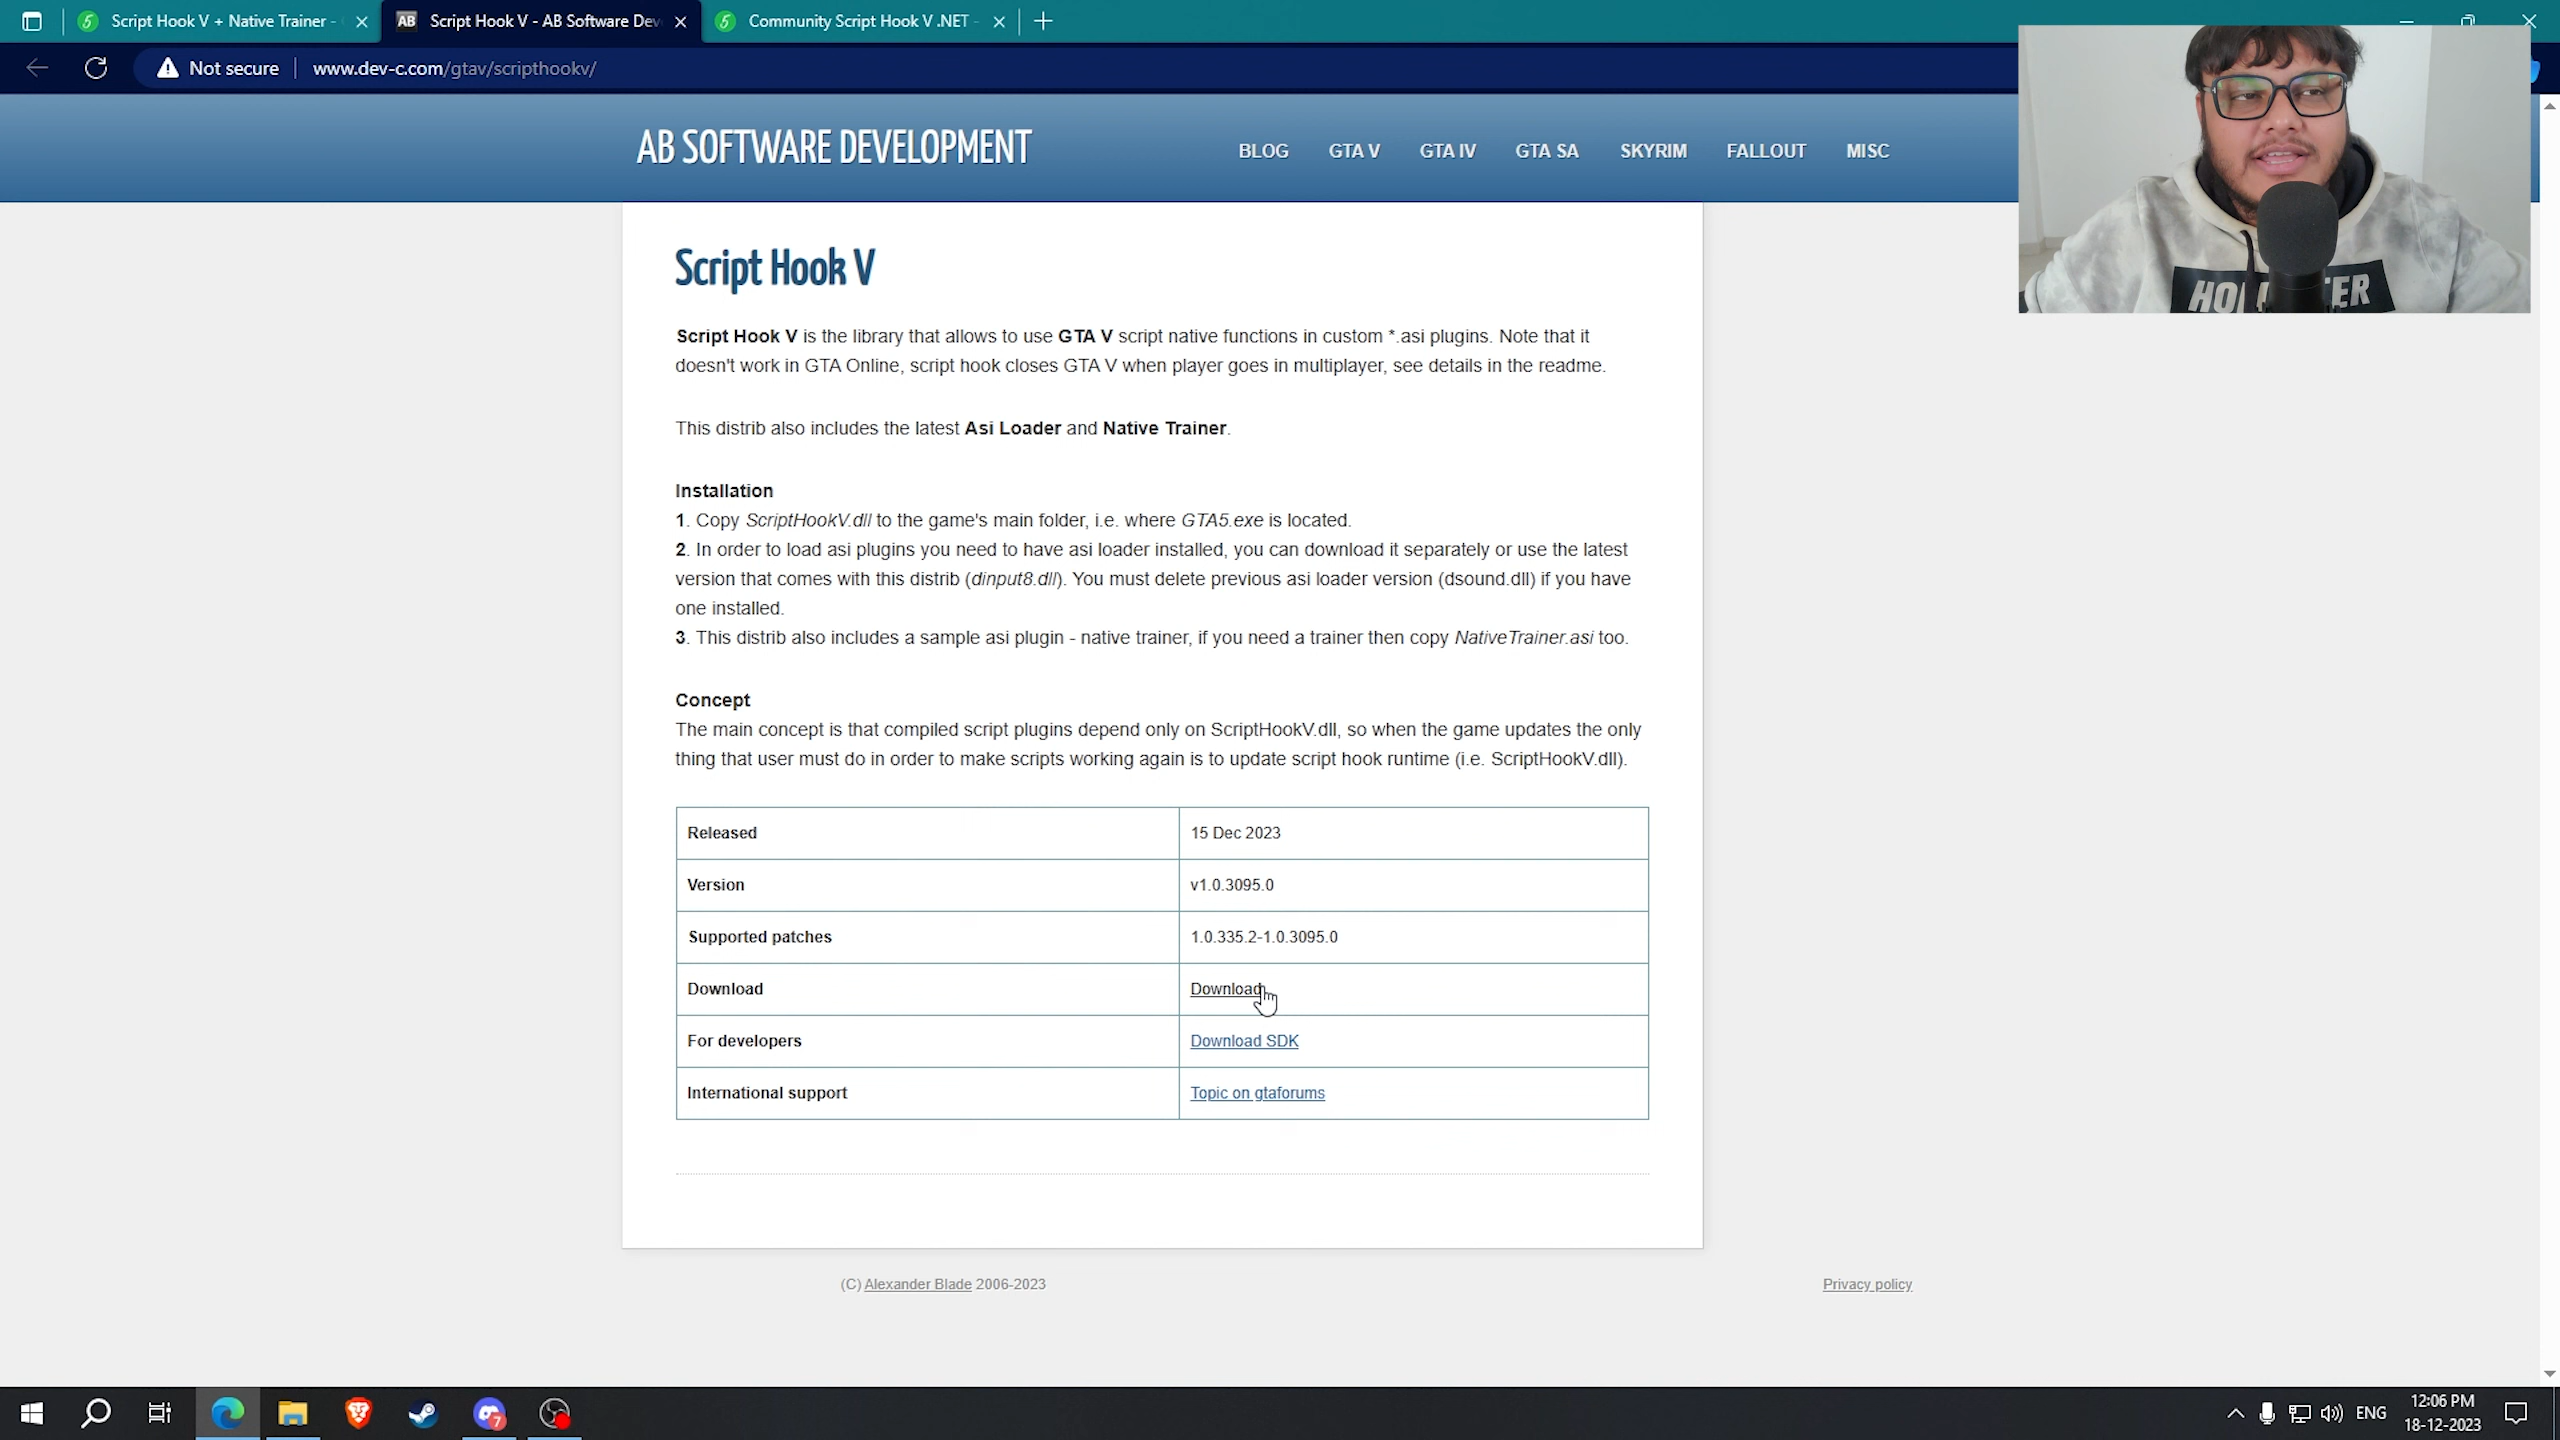 Script Hook V + Native Trainer -
AB Script Hook V - AB Software Dev
Community Script Hook V .NET -
Not secure www.dev-c.com/gtav/scripthookv/
AB SOFTWARE DEVELOPMENT
BLOG GTA V GTA IV GTA SA SKYRIM FALLOUT MISC
Script Hook V
Script Hook V is the library that allows to use GTA V script native functions in custom *.asi plugins. Note that it
doesn't work in GTA Online, script hook closes GTA V when player goes in multiplayer, see details in the readme.
This distrib also includes the latest Asi Loader and Native Trainer.
Installation
1. Copy ScriptHookV.dll to the game's main folder, i.e. where GTA5.exe is located.
2. In order to load asi plugins you need to have asi loader installed, you can download it separately or use the latest
version that comes with this distrib (dinput8.dll). You must delete previous asi loader version (dsound.dll) if you have
one installed.
3. This distrib also includes a sample asi plugin - native trainer, if you need a trainer then copy NativeTrainer.asi too.
Concept
The main concept is that compiled script plugins depend only on ScriptHookV.dll, so when the game updates the only
thing that user must do in order to make scripts working again is to update script hook runtime (i.e. ScriptHookV.dll).
Released 15 Dec 2023
Version v1.0.3095.0
Supported patches 1.0.335.2-1.0.3095.0
Download Download
For developers Download SDK
International support Topic on gtaforums
(C) Alexander Blade 2006-2023
Privacy policy
7
ENG
12:06 PM
18-12-2023